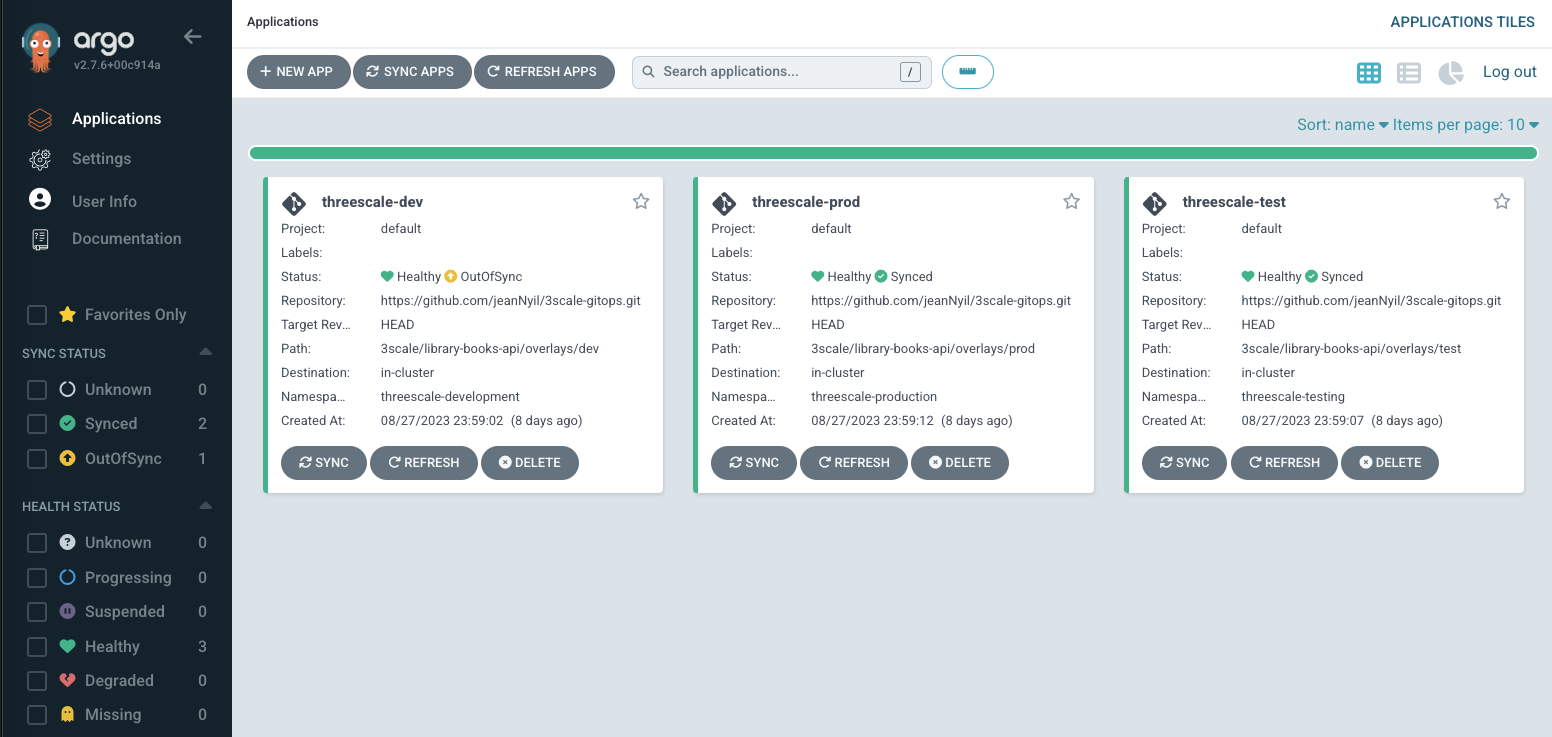 argo
v2.7.6+00c914a
Applications
Settings
User Info
Documentation
Favorites Only
SYNC STATUS
Unknown 0
Synced 2
OutOfSync 1
HEALTH STATUS
Unknown 0
Progressing 0
Suspended 0
Healthy 3
Degraded 0
Missing 0
Applications
APPLICATIONS TILES
NEW APP SYNC APPS REFRESH APPS Search applications... / Log out
Sort: name Items per page: 10
threescale-dev
Project: default
Labels:
Status: Healthy OutOfSync
Repository: https://github.com/jeanNyil/3scale-gitops.git
Target Rev... HEAD
Path: 3scale/library-books-api/overlays/dev
Destination: in-cluster
Namespa... threescale-development
Created At: 08/27/2023 23:59:02 (8 days ago)
SYNC REFRESH DELETE
threescale-prod
Project: default
Labels:
Status: Healthy Synced
Repository: https://github.com/jeanNyil/3scale-gitops.git
Target Rev... HEAD
Path: 3scale/library-books-api/overlays/prod
Destination: in-cluster
Namespa... threescale-production
Created At: 08/27/2023 23:59:12 (8 days ago)
SYNC REFRESH DELETE
threescale-test
Project: default
Labels:
Status: Healthy Synced
Repository: https://github.com/jeanNyil/3scale-gitops.git
Target Rev... HEAD
Path: 3scale/library-books-api/overlays/test
Destination: in-cluster
Namespa... threescale-testing
Created At: 08/27/2023 23:59:07 (8 days ago)
SYNC REFRESH DELETE